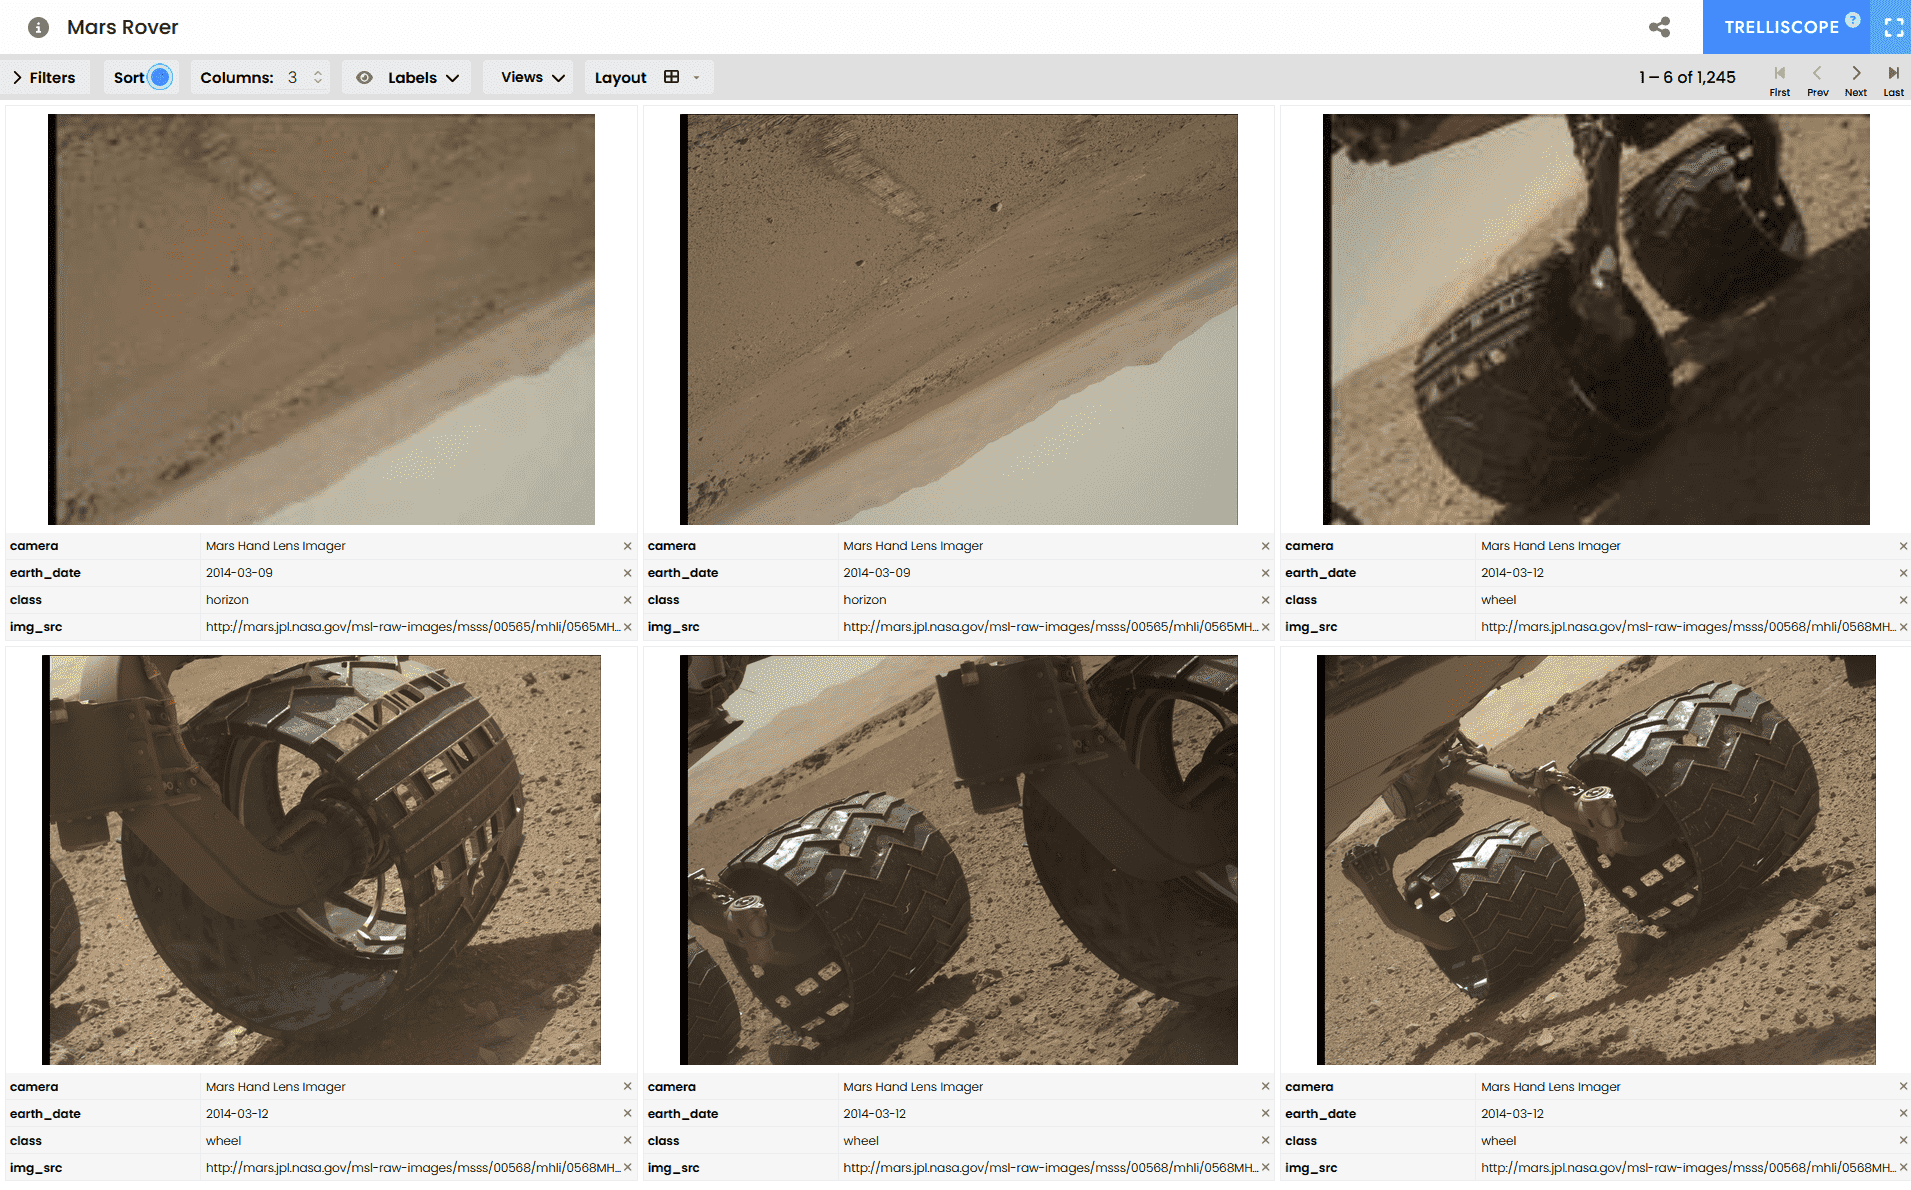 Mars Rover
TRELLISCOPE ?
Filters Sort Columns: 3 Labels Views Layout 1 – 6 of 1,245 First Prev Next Last
camera Mars Hand Lens Imager ×
earth_date 2014-03-09 ×
class horizon ×
img_src http://mars.jpl.nasa.gov/msl-raw-images/msss/00565/mhli/0565MH... ×
camera Mars Hand Lens Imager ×
earth_date 2014-03-09 ×
class horizon ×
img_src http://mars.jpl.nasa.gov/msl-raw-images/msss/00565/mhli/0565MH... ×
camera Mars Hand Lens Imager ×
earth_date 2014-03-12 ×
class wheel ×
img_src http://mars.jpl.nasa.gov/msl-raw-images/msss/00568/mhli/0568MH... ×
camera Mars Hand Lens Imager ×
earth_date 2014-03-12 ×
class wheel ×
img_src http://mars.jpl.nasa.gov/msl-raw-images/msss/00568/mhli/0568MH... ×
camera Mars Hand Lens Imager ×
earth_date 2014-03-12 ×
class wheel ×
img_src http://mars.jpl.nasa.gov/msl-raw-images/msss/00568/mhli/0568MH... ×
camera Mars Hand Lens Imager ×
earth_date 2014-03-12 ×
class wheel ×
img_src http://mars.jpl.nasa.gov/msl-raw-images/msss/00568/mhli/0568MH... ×